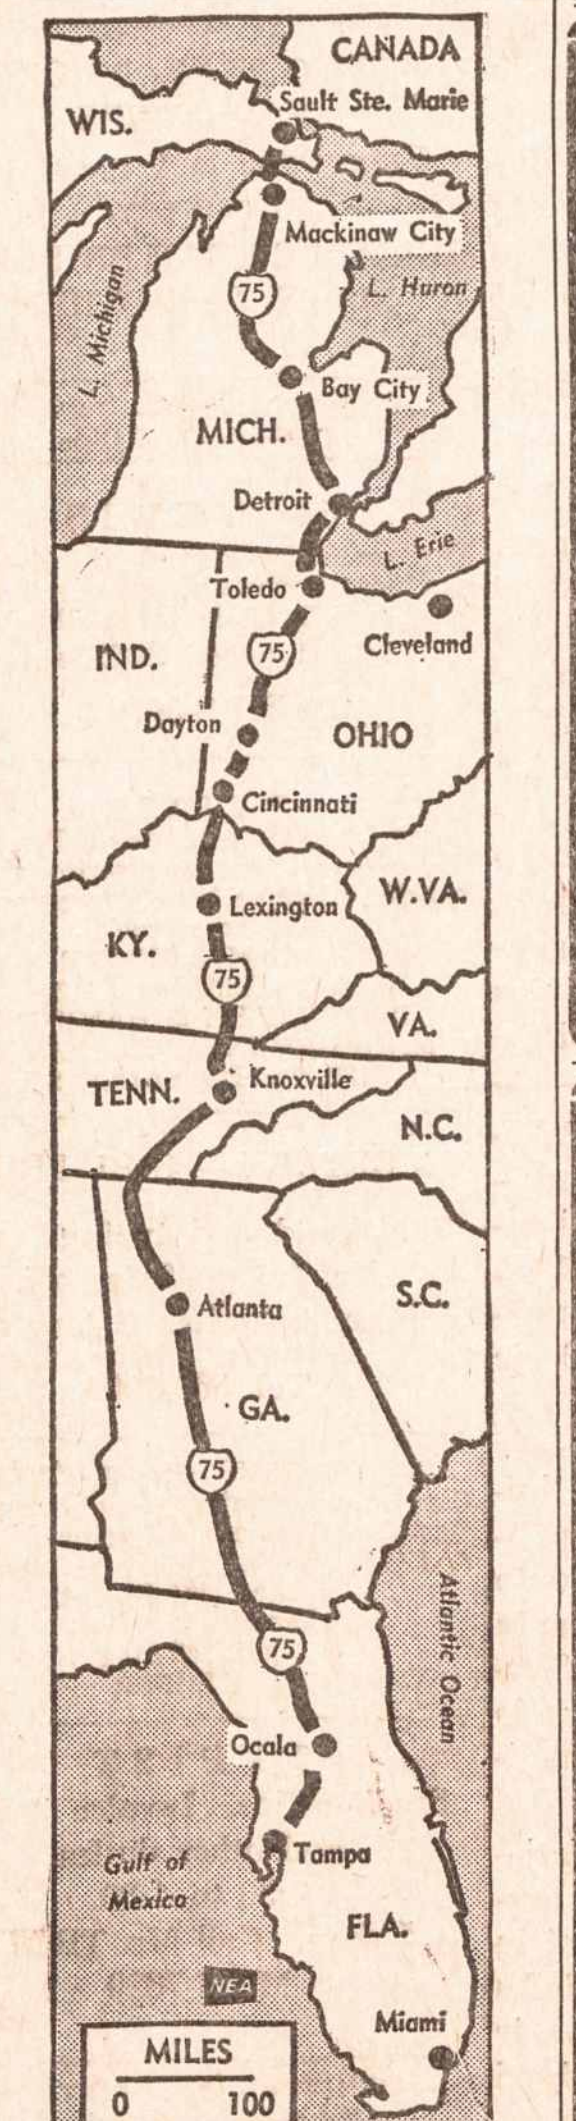 CANADA
Sault Ste. Marie
WIS.
Mackinaw City
75
L. Huron
L. Michigan
Bay City
MICH.
Detroit
L. Erie
Toledo
Cleveland
75
IND.
Dayton
OHIO
Cincinnati
W.VA.
Lexington
KY.
75
VA.
Knoxville
TENN.
N.C.
S.C.
Atlanta
GA.
75
Atlantic Ocean
75
Ocala
Tampa
Gulf of
Mexico
FLA.
NEA
Miami
MILES
0 100